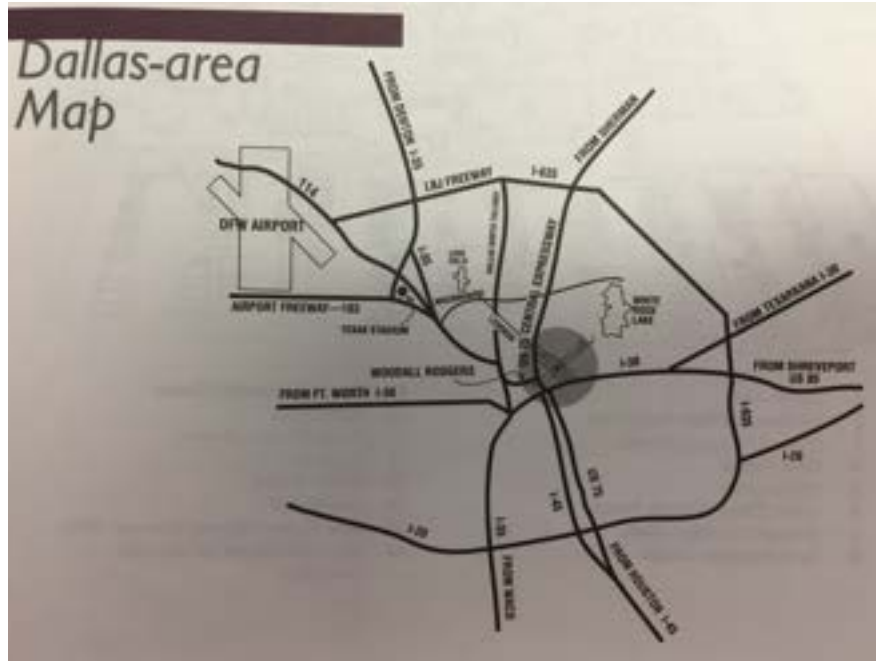 Dallas-area
Map
FROM DENTON I-35
FROM SHERMAN
LBJ FREEWAY
I-635
114
DFW AIRPORT
I-35
CENTRAL EXPRESSWAY
AIRPORT FREEWAY—183
TEXAS STADIUM
WHITE
ROCK
LAKE
FROM TEXARKANA I-30
WOODALL RODGERS
I-30
FROM SHREVEPORT
US 80
FROM FT. WORTH I-30
I-635
I-20
US 75
I-45
I-20
I-35
FROM WACO
FROM HOUSTON I-45